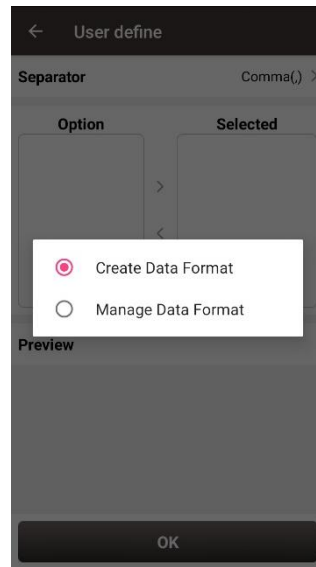 User define
Separator Comma(,)
Option Selected
Create Data Format
Manage Data Format
Preview
OK